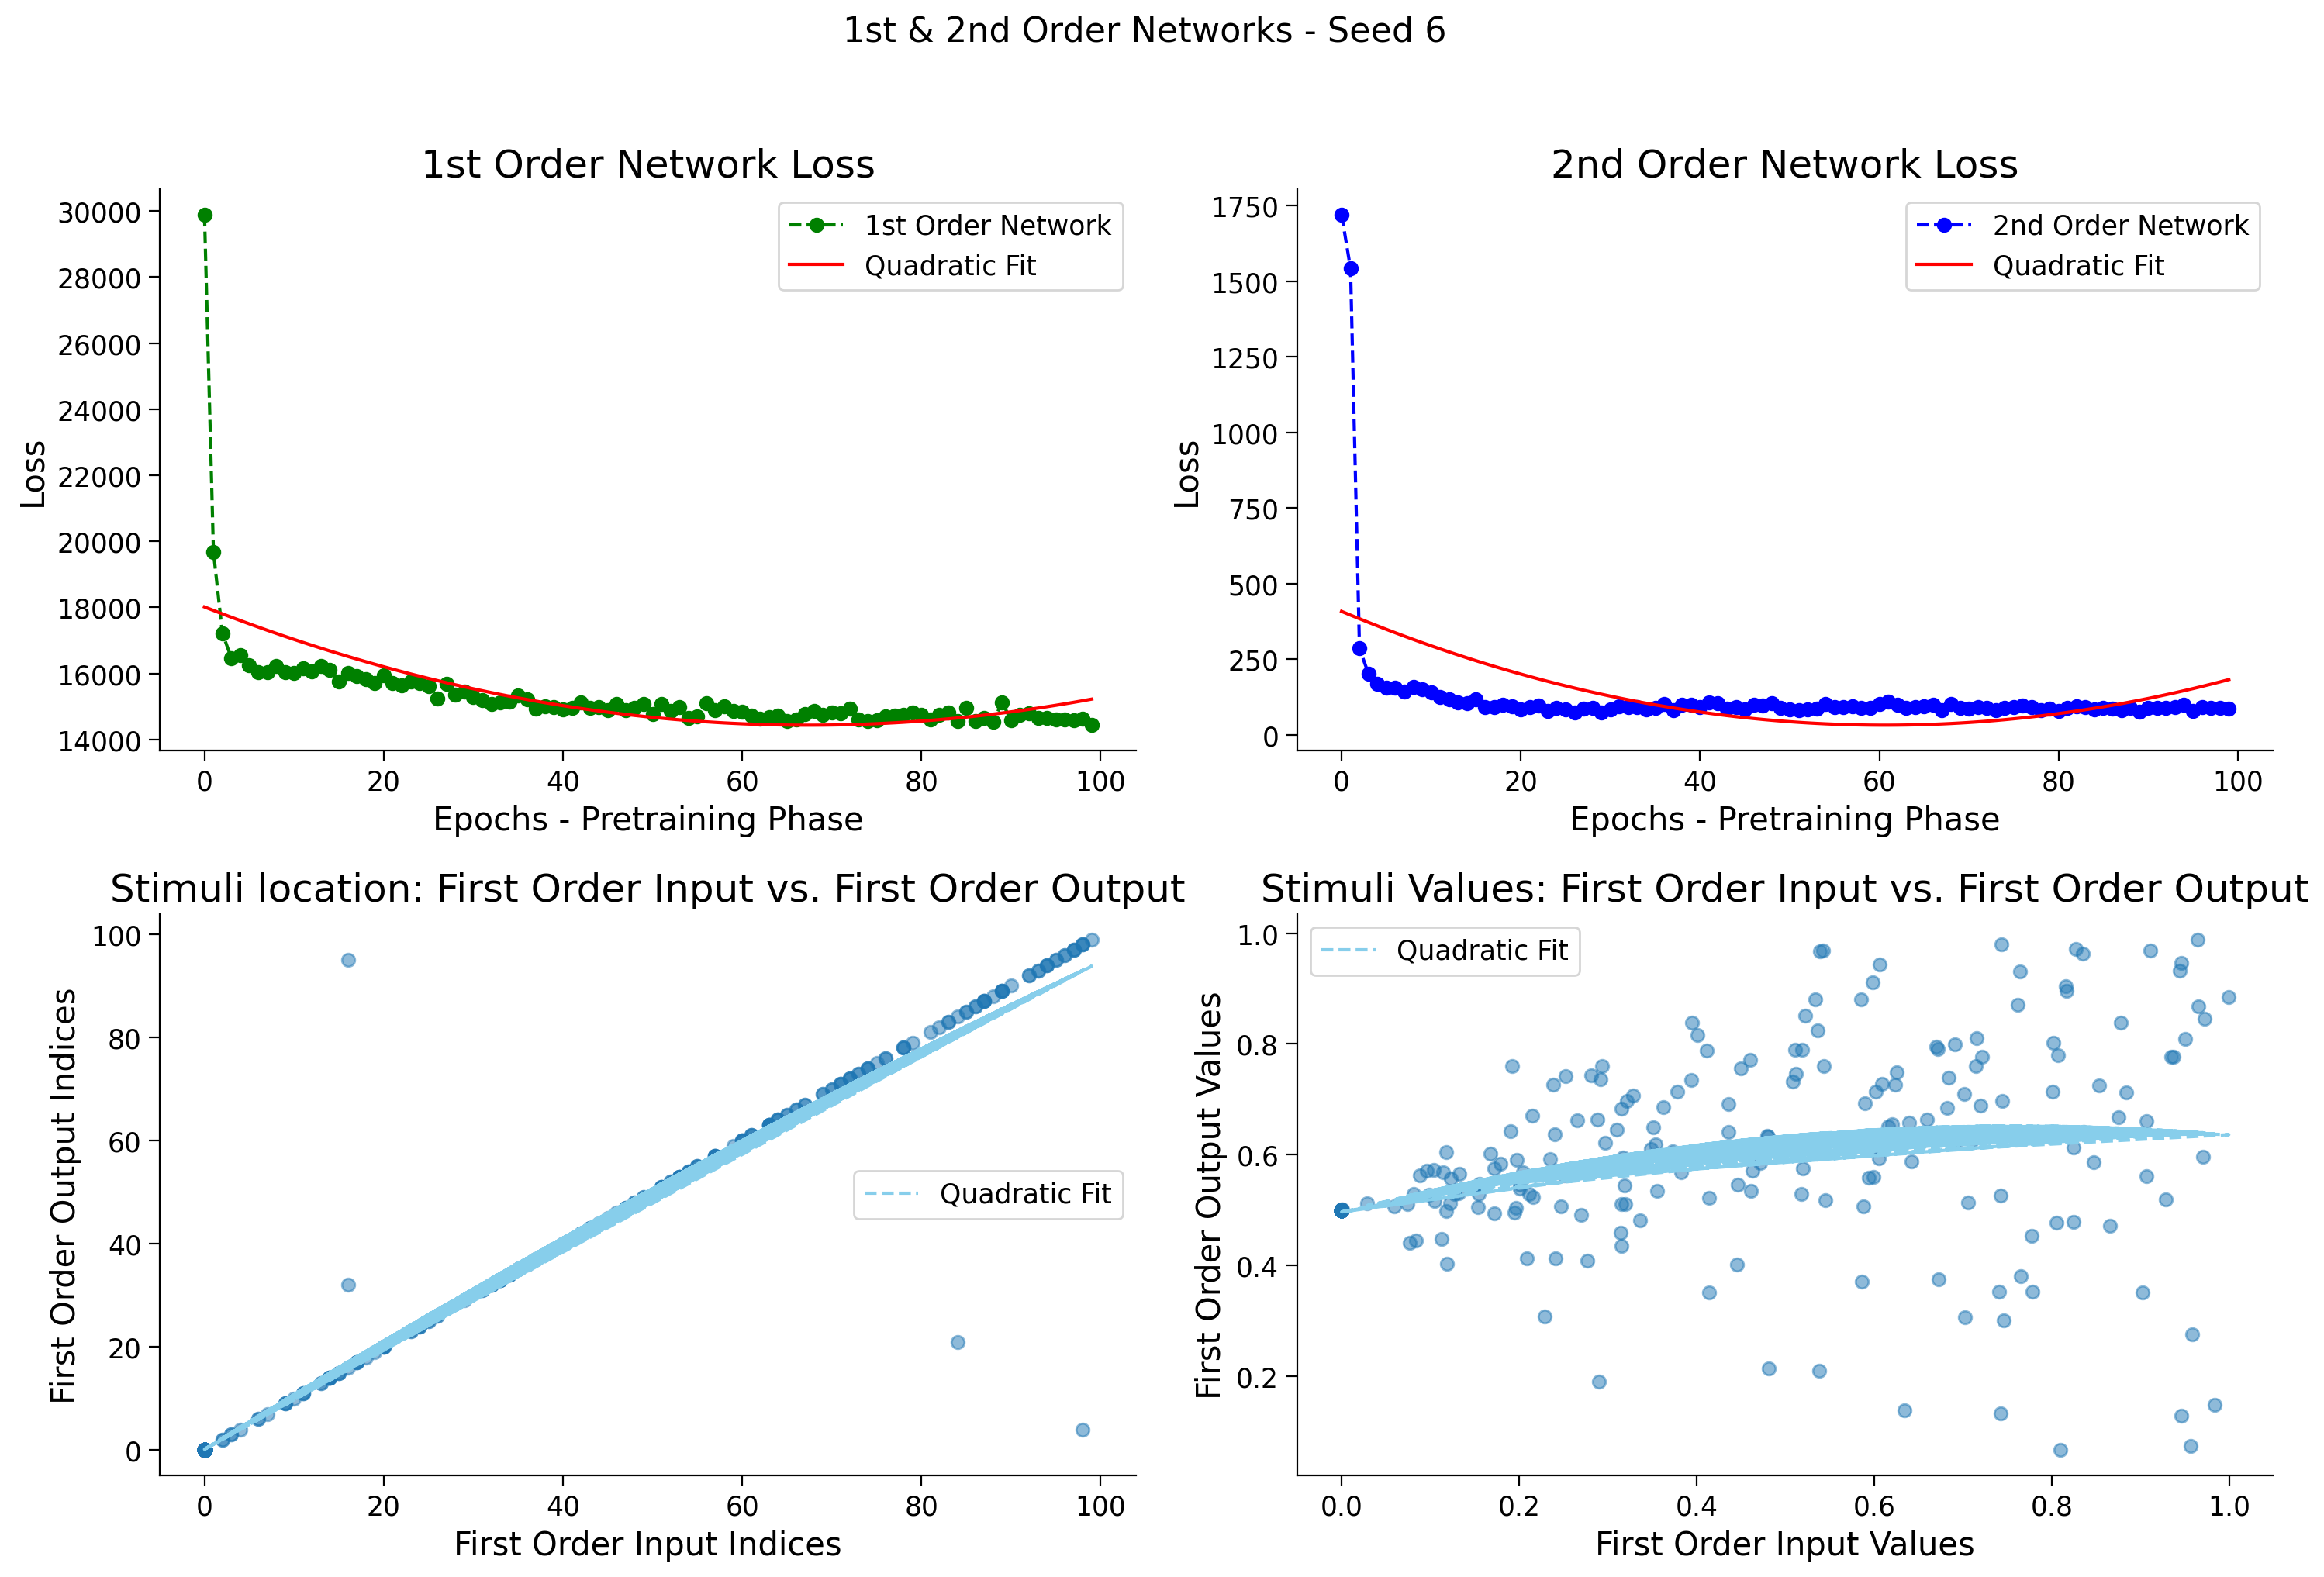 1st & 2nd Order Networks - Seed 6
1st Order Network Loss
30000
28000
26000
24000
22000
20000
18000
16000
14000
Loss
1st Order Network
Quadratic Fit
0 20 40 60 80 100
Epochs - Pretraining Phase
2nd Order Network Loss
1750
1500
1250
1000
750
500
250
0
Loss
2nd Order Network
Quadratic Fit
0 20 40 60 80 100
Epochs - Pretraining Phase
Stimuli location: First Order Input vs. First Order Output
100
80
60
40
20
0
First Order Output Indices
Quadratic Fit
0 20 40 60 80 100
First Order Input Indices
Stimuli Values: First Order Input vs. First Order Output
1.0
0.8
0.6
0.4
0.2
First Order Output Values
Quadratic Fit
0.0 0.2 0.4 0.6 0.8 1.0
First Order Input Values